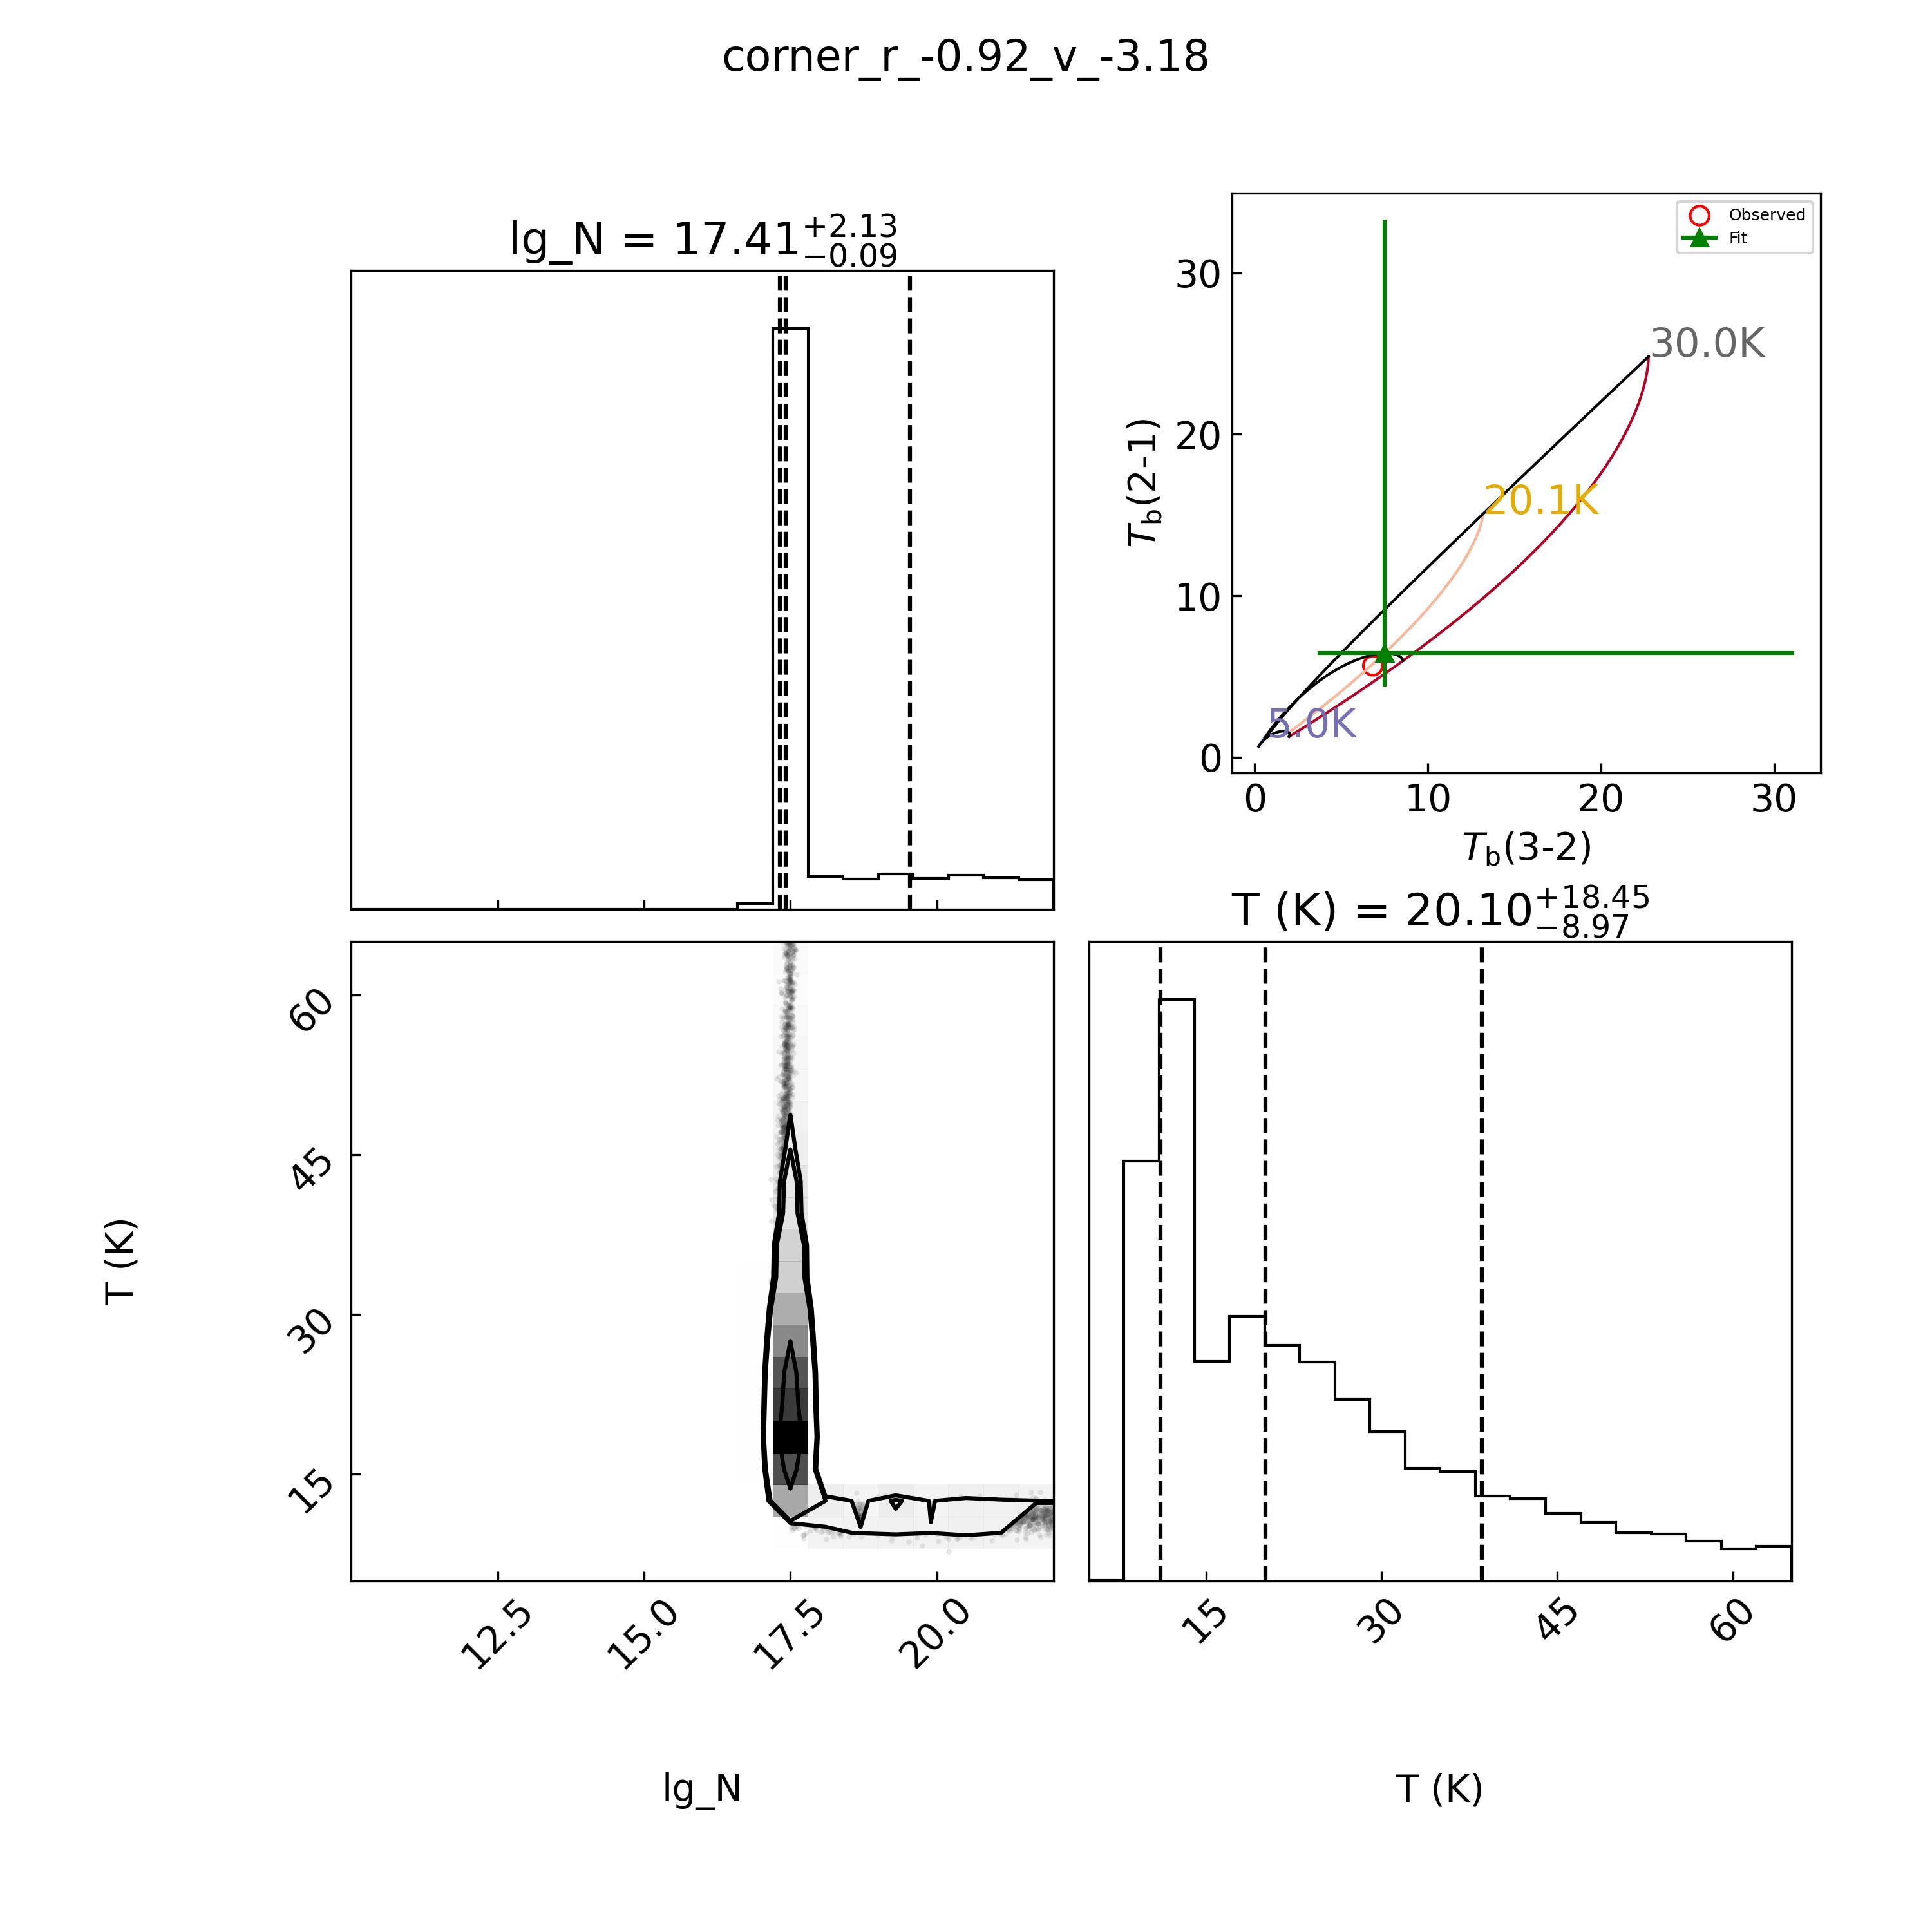 corner_r_-0.92_v_-3.18
lg_N = 17.41+2.13−0.09
Observed
Fit
30
20
10
0
Tb(2-1)
30.0K
20.1K
5.0K
0 10 20 30
Tb(3-2)
T (K) = 20.10+18.45−8.97
60
45
30
15
T (K)
12.5 15.0 17.5 20.0
15 30 45 60
lg_N
T (K)